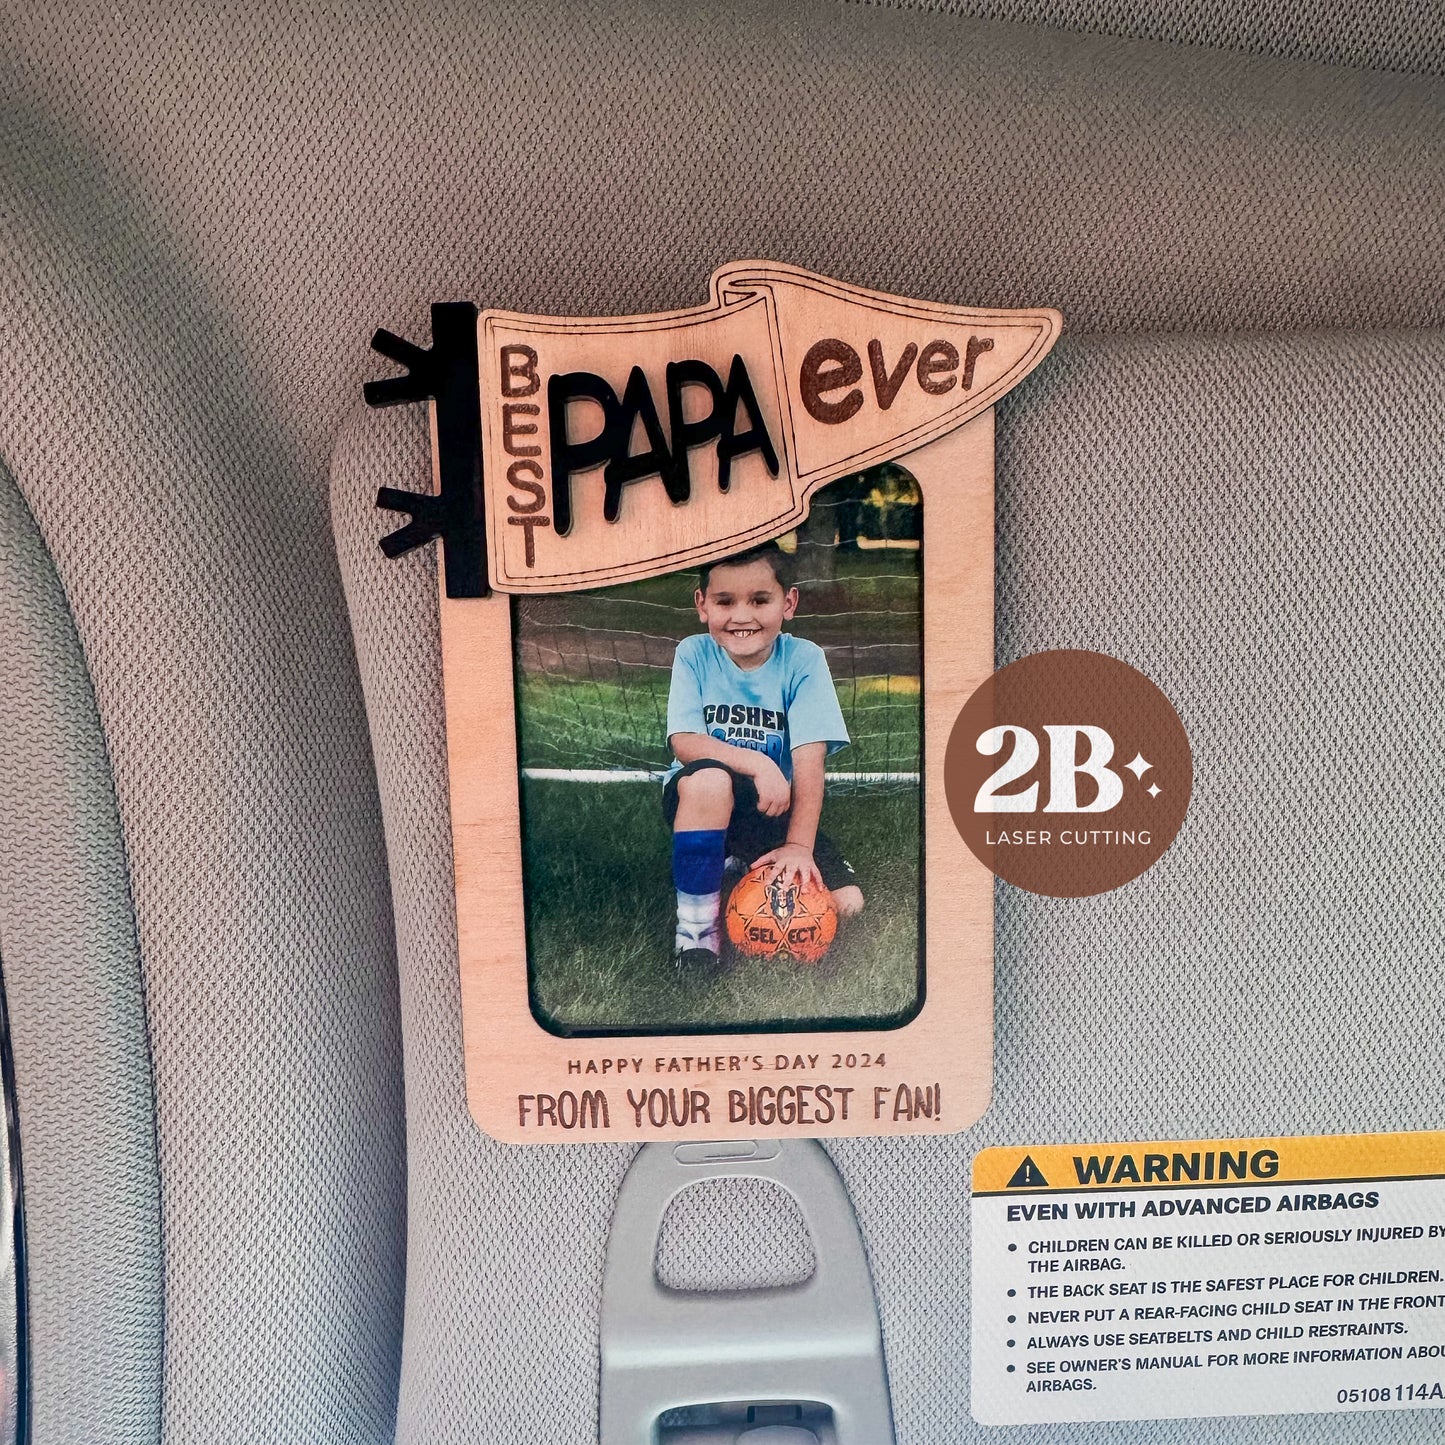 BEST
PAPA
ever
GOSHEN
PARKS
SOCCER
SELECT
HAPPY FATHER'S DAY 2024
FROM YOUR BIGGEST FAN!
2B
LASER CUTTING
WARNING
EVEN WITH ADVANCED AIRBAGS
• CHILDREN CAN BE KILLED OR SERIOUSLY INJURED BY
THE AIRBAG.
• THE BACK SEAT IS THE SAFEST PLACE FOR CHILDREN.
• NEVER PUT A REAR-FACING CHILD SEAT IN THE FRONT
• ALWAYS USE SEATBELTS AND CHILD RESTRAINTS.
• SEE OWNER'S MANUAL FOR MORE INFORMATION
AIRBAGS.
05108114A